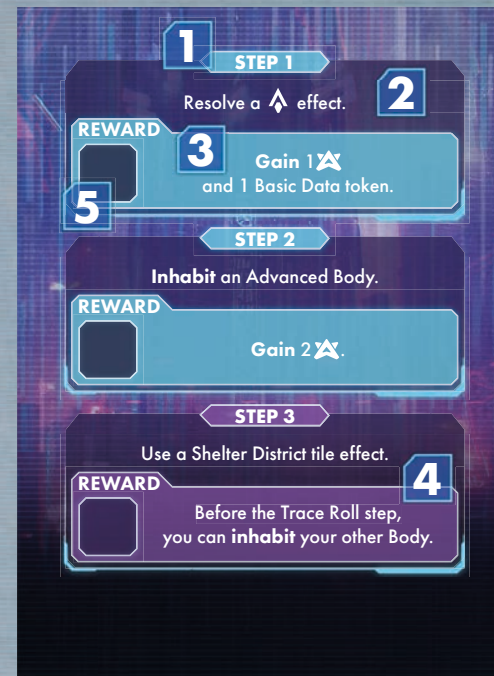 1
STEP 1
2
Resolve a effect.
REWARD
3
Gain 1
and 1 Basic Data token.
5
STEP 2
Inhabit an Advanced Body.
REWARD
Gain 2 .
STEP 3
Use a Shelter District tile effect.
4
REWARD
Before the Trace Roll step,
you can inhabit your other Body.